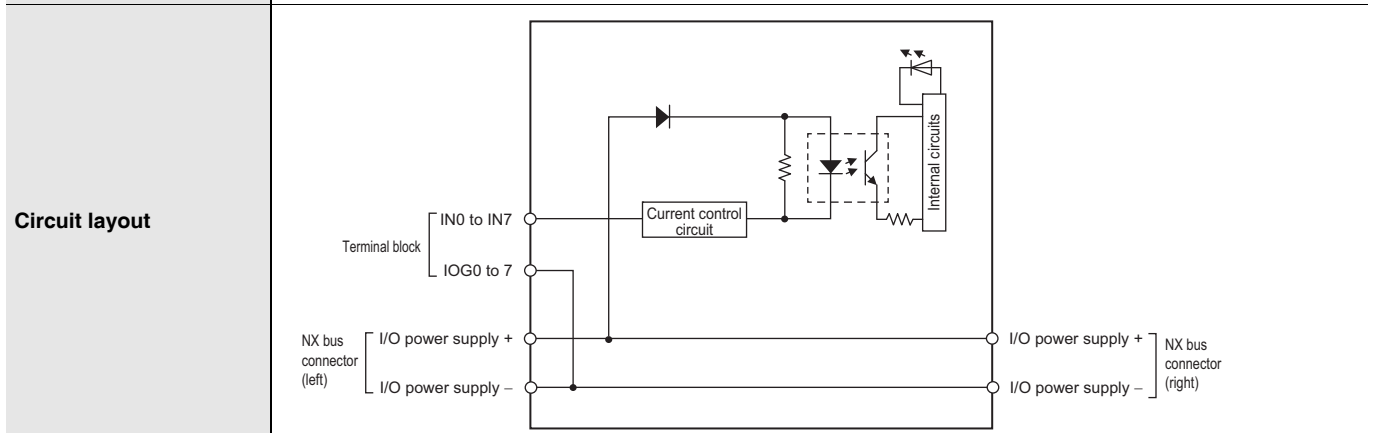 Circuit layout
Internal circuits
IN0 to IN7
Current control
circuit
Terminal block
IOG0 to 7
NX bus
connector
(left)
I/O power supply +
I/O power supply –
I/O power supply +
I/O power supply –
NX bus
connector
(right)